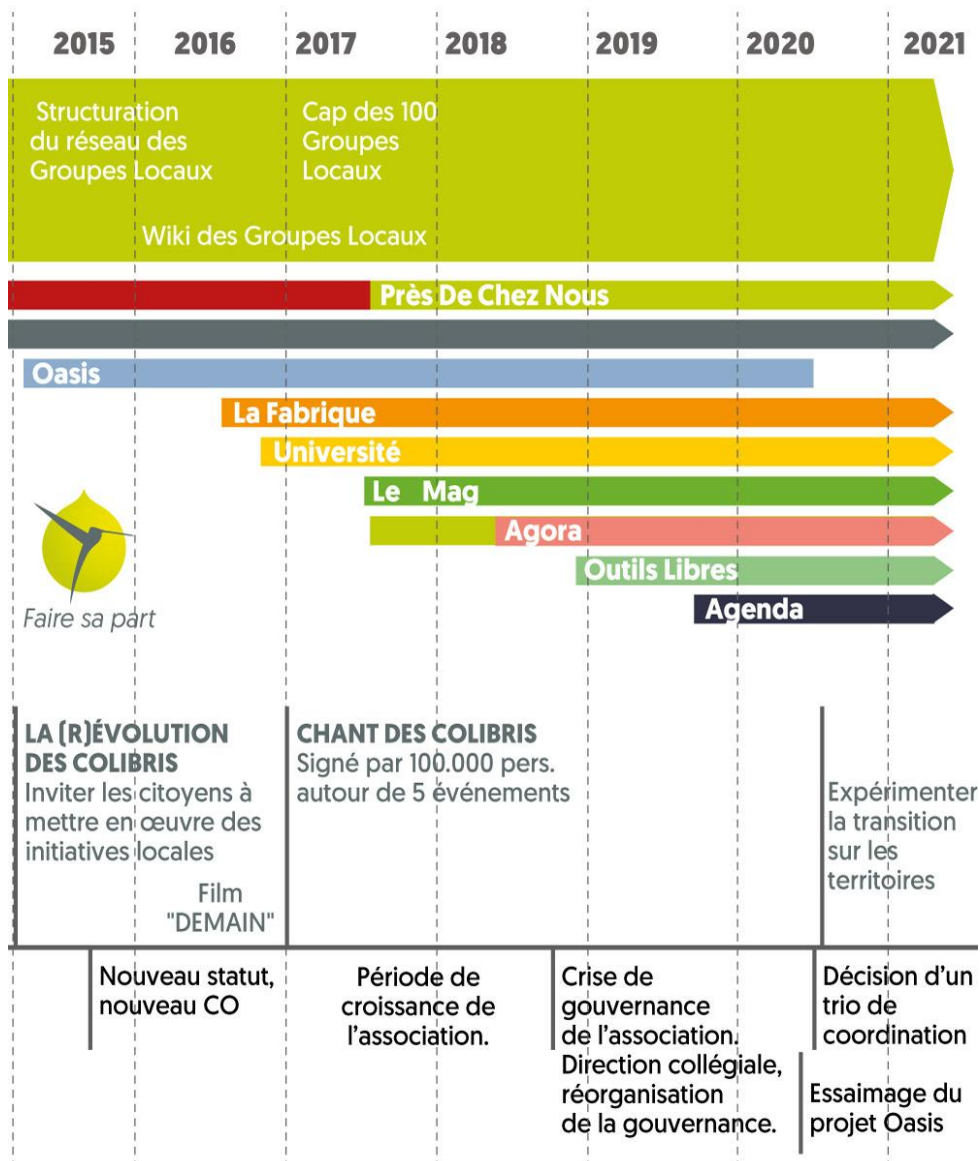 2015 2016 2017 2018 2019 2020 2021
Structuration
du réseau des
Groupes Locaux
Cap des 100
Groupes
Locaux
Wiki des Groupes Locaux
Près De Chez Nous
Oasis
La Fabrique
Université
Le Mag
Agora
Outils Libres
Agenda
Faire sa part
LA (R)ÉVOLUTION
DES COLIBRIS
Inviter les citoyens à
mettre en œuvre des
initiatives locales
Film
"DEMAIN"
CHANT DES COLIBRIS
Signé par 100.000 pers.
autour de 5 événements
Expérimenter
la transition
sur les
territoires
Nouveau statut,
nouveau CO
Période de
croissance de
l'association.
Crise de
gouvernance
de l'association.
Direction collégiale,
réorganisation
de la gouvernance.
Décision d'un
trio de
coordination
Essaimage du
projet Oasis